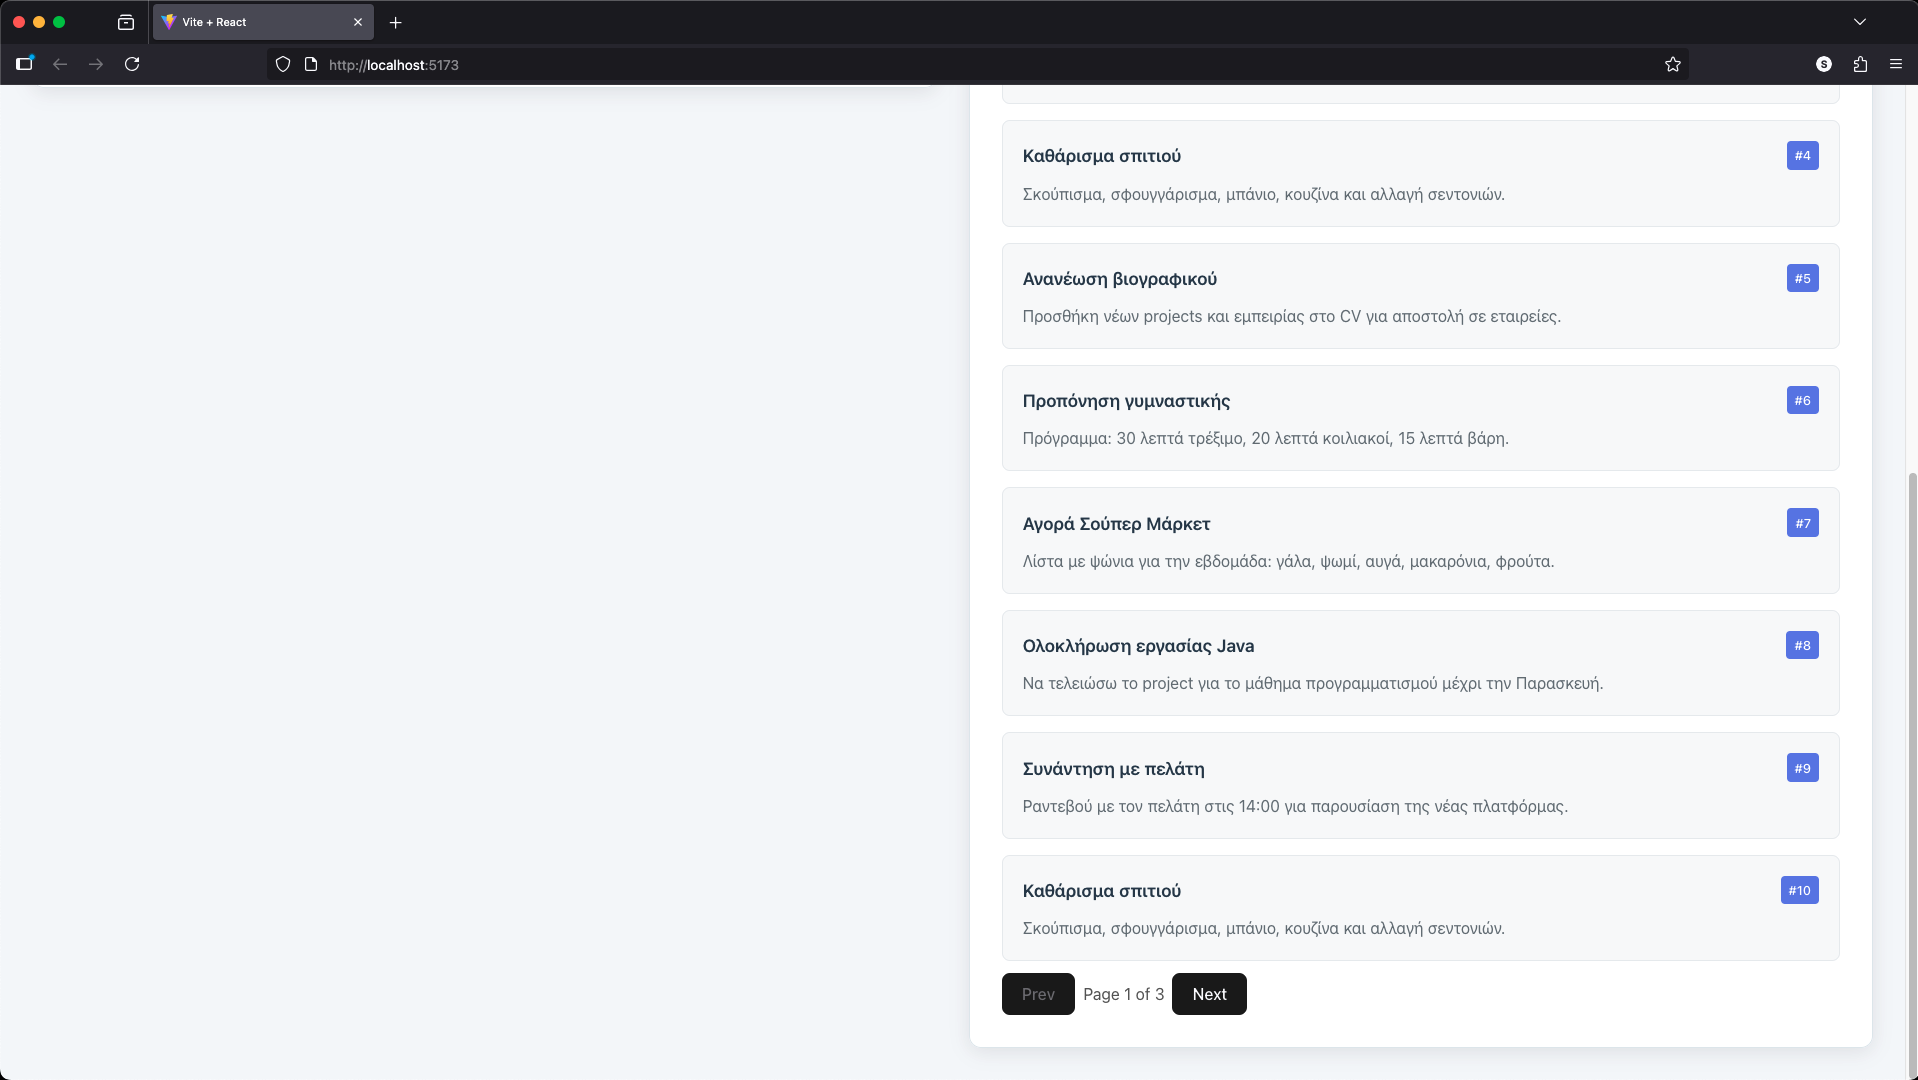 Vite + React
http://localhost:5173
S
Καθάρισμα σπιτιού
#4
Σκούπισμα, σφουγγάρισμα, μπάνιο, κουζίνα και αλλαγή σεντονιών.
Ανανέωση βιογραφικού
#5
Προσθήκη νέων projects και εμπειρίας στο CV για αποστολή σε εταιρείες.
Προπόνηση γυμναστικής
#6
Πρόγραμμα: 30 λεπτά τρέξιμο, 20 λεπτά κοιλιακοί, 15 λεπτά βάρη.
Αγορά Σούπερ Μάρκετ
#7
Λίστα με ψώνια για την εβδομάδα: γάλα, ψωμί, αυγά, μακαρόνια, φρούτα.
Ολοκλήρωση εργασίας Java
#8
Να τελειώσω το project για το μάθημα προγραμματισμού μέχρι την Παρασκευή.
Συνάντηση με πελάτη
#9
Ραντεβού με τον πελάτη στις 14:00 για παρουσίαση της νέας πλατφόρμας.
Καθάρισμα σπιτιού
#10
Σκούπισμα, σφουγγάρισμα, μπάνιο, κουζίνα και αλλαγή σεντονιών.
Prev Page 1 of 3 Next